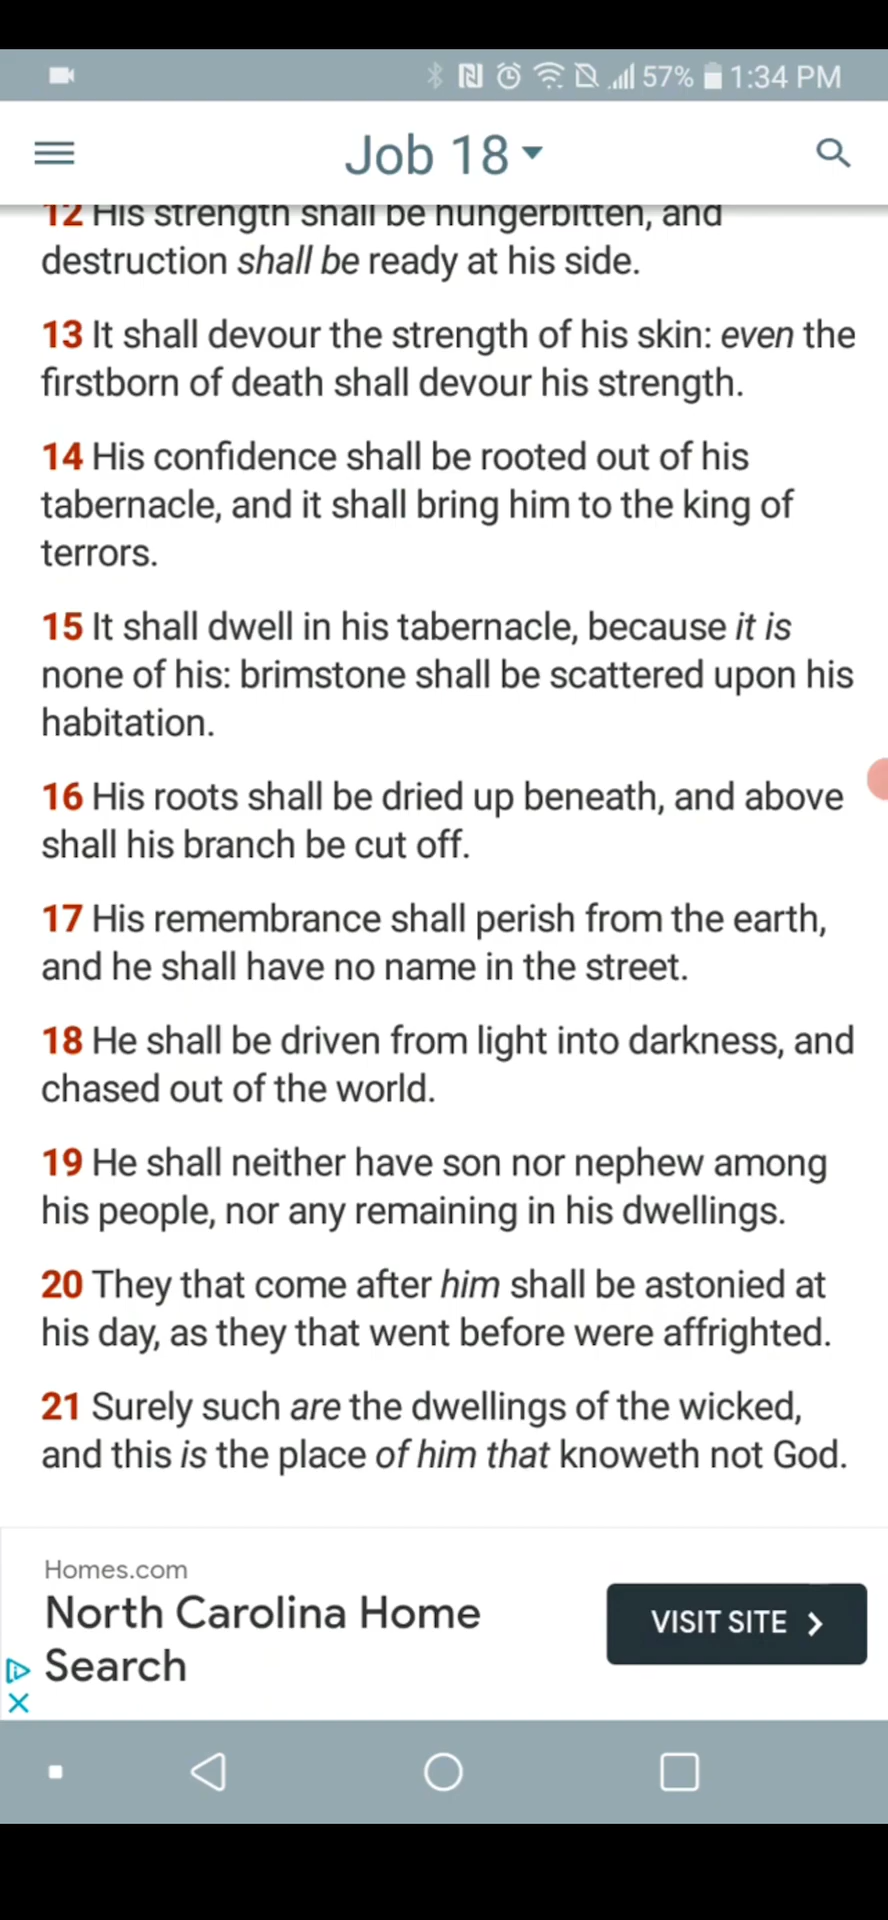 57% 1:34 PM
Job 18
12 His strength shall be hungerbitten, and
destruction shall be ready at his side.
13 It shall devour the strength of his skin: even the
firstborn of death shall devour his strength.
14 His confidence shall be rooted out of his
tabernacle, and it shall bring him to the king of
terrors.
15 It shall dwell in his tabernacle, because it is
none of his: brimstone shall be scattered upon his
habitation.
16 His roots shall be dried up beneath, and above
shall his branch be cut off.
17 His remembrance shall perish from the earth,
and he shall have no name in the street.
18 He shall be driven from light into darkness, and
chased out of the world.
19 He shall neither have son nor nephew among
his people, nor any remaining in his dwellings.
20 They that come after him shall be astonied at
his day, as they that went before were affrighted.
21 Surely such are the dwellings of the wicked,
and this is the place of him that knoweth not God.
Homes.com
North Carolina Home
Search
VISIT SITE